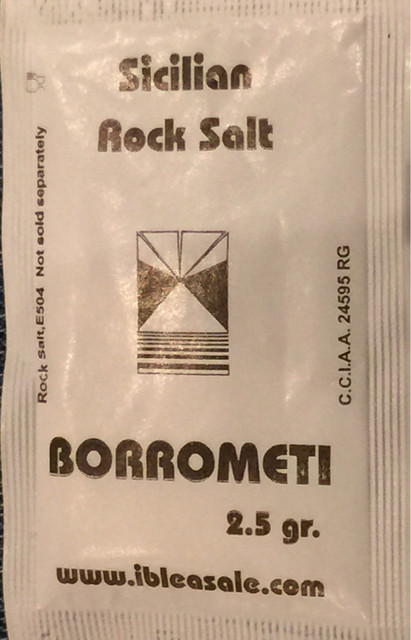 Sicilian
Rock Salt
Rock salt,E504 Not sold separately
C.C.I.A.A. 24595 RG
BORROMETI
2.5 gr.
www.ibleasale.com